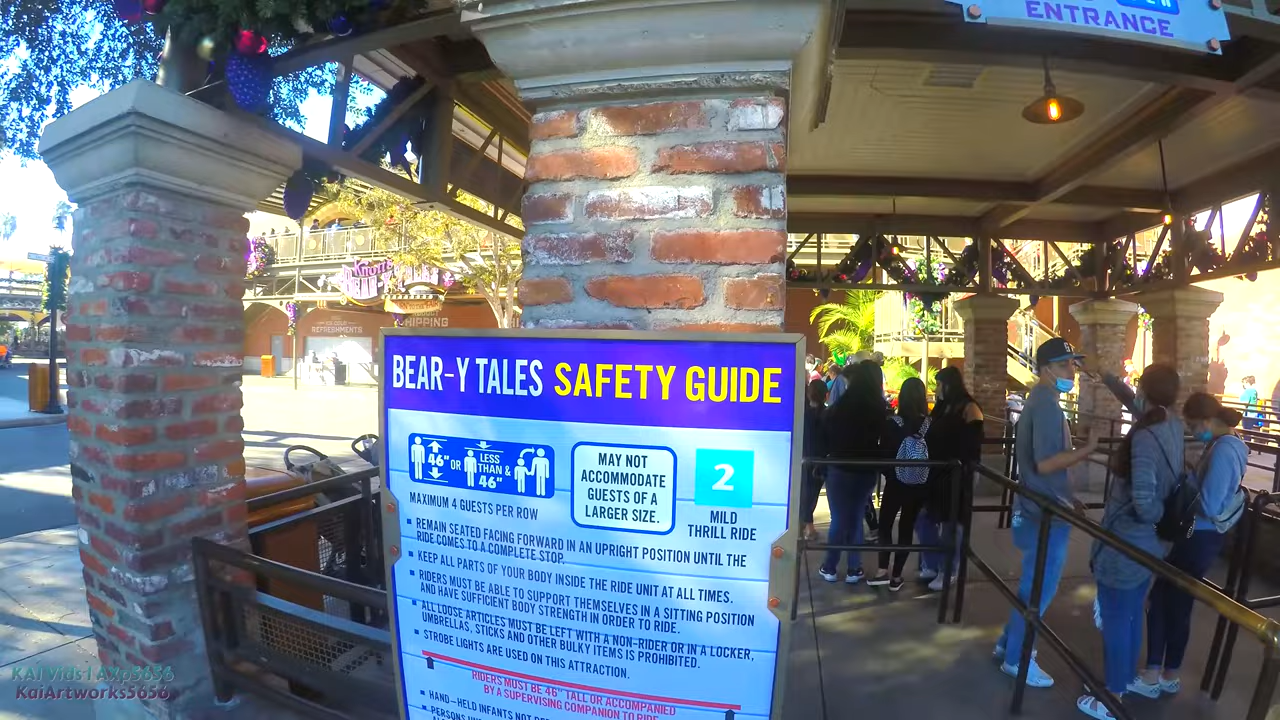 ENTRANCE
KNOTT'S
REFRESHMENTS
SHIPPING
BEAR-Y TALES SAFETY GUIDE
46" OR LESS THAN & 46"
MAXIMUM 4 GUESTS PER ROW
MAY NOT
ACCOMMODATE
GUESTS OF A
LARGER SIZE.
2
MILD
THRILL RIDE
▪ REMAIN SEATED FACING FORWARD IN AN UPRIGHT POSITION UNTIL THE
RIDE COMES TO A COMPLETE STOP.
▪ KEEP ALL PARTS OF YOUR BODY INSIDE THE RIDE UNIT AT ALL TIMES.
▪ RIDERS MUST BE ABLE TO SUPPORT THEMSELVES IN A SITTING POSITION
AND HAVE SUFFICIENT BODY STRENGTH IN ORDER TO RIDE.
▪ ALL LOOSE ARTICLES MUST BE LEFT WITH A NON-RIDER OR IN A LOCKER,
UMBRELLAS, STICKS AND OTHER BULKY ITEMS IS PROHIBITED.
▪ STROBE LIGHTS ARE USED ON THIS ATTRACTION.
RIDERS MUST BE 46" TALL OR ACCOMPANIED
BY A SUPERVISING COMPANION TO RIDE
▪ HAND-HELD INFANTS NOT
▪ PERSONS
KAI Vids | AXp5656
KaiArtworks5656